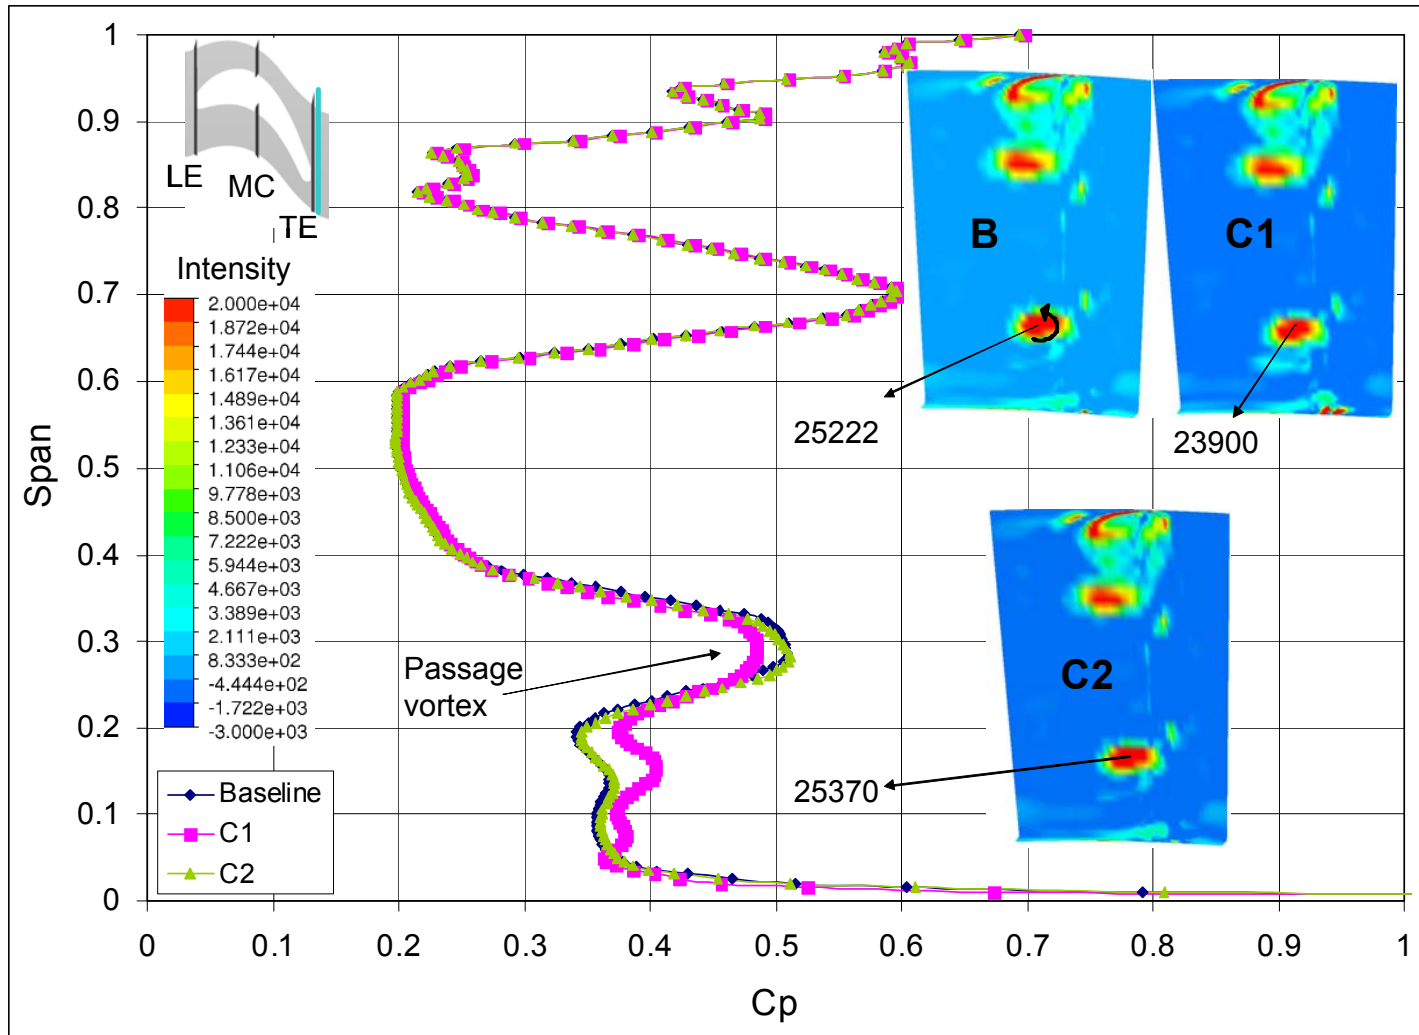 1
0.9
0.8
0.7
0.6
0.5
0.4
0.3
0.2
0.1
0
Span
LE
MC
TE
Intensity
2.000e+04
1.872e+04
1.744e+04
1.617e+04
1.489e+04
1.361e+04
1.233e+04
1.106e+04
9.778e+03
8.500e+03
7.222e+03
5.944e+03
4.667e+03
3.389e+03
2.111e+03
8.333e+02
-4.444e+02
-1.722e+03
-3.000e+03
Baseline
C1
C2
Passage
vortex
B
25222
C1
23900
C2
25370
0 0.1 0.2 0.3 0.4 0.5 0.6 0.7 0.8 0.9 1
Cp